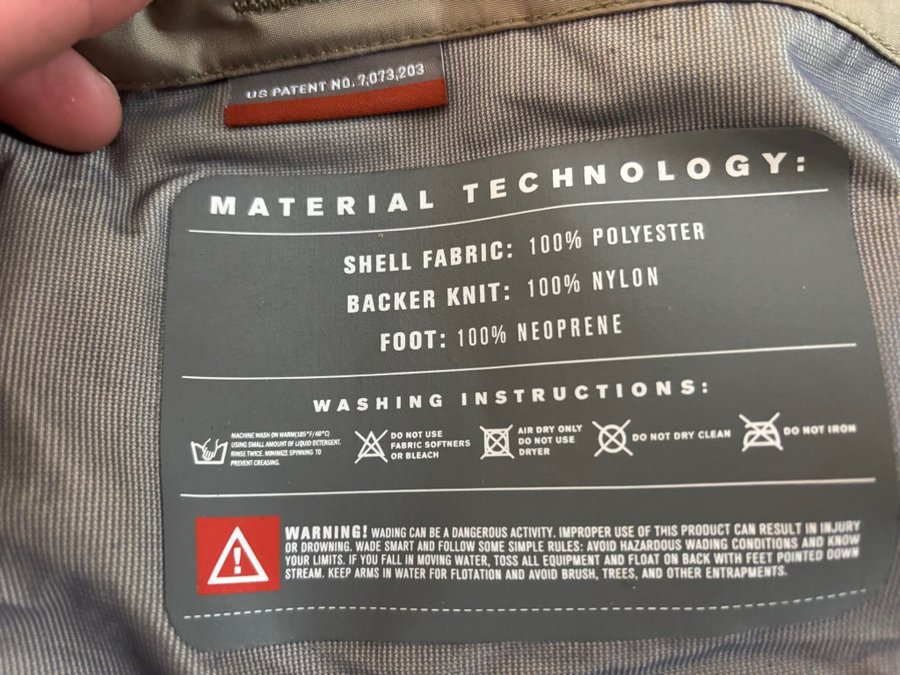 US PATENT NO. 7,073,203
MATERIAL TECHNOLOGY:
SHELL FABRIC: 100% POLYESTER
BACKER KNIT: 100% NYLON
FOOT: 100% NEOPRENE
WASHING INSTRUCTIONS:
MACHINE WASH ON WARM(105°F/40°C)
USING SMALL AMOUNT OF LIQUID DETERGENT.
RINSE TWICE. MINIMIZE SPINNING TO
PREVENT CREASING.
DO NOT USE
FABRIC SOFTNERS
OR BLEACH
AIR DRY ONLY
DO NOT USE
DRYER
DO NOT DRY CLEAN
DO NOT IRON
WARNING! WADING CAN BE A DANGEROUS ACTIVITY. IMPROPER USE OF THIS PRODUCT CAN RESULT IN INJURY
OR DROWNING. WADE SMART AND FOLLOW SOME SIMPLE RULES: AVOID HAZARDOUS WADING CONDITIONS AND KNOW
YOUR LIMITS. IF YOU FALL IN MOVING WATER, TOSS ALL EQUIPMENT AND FLOAT ON BACK WITH FEET POINTED DOWN
STREAM. KEEP ARMS IN WATER FOR FLOTATION AND AVOID BRUSH, TREES, AND OTHER ENTRAPMENTS.